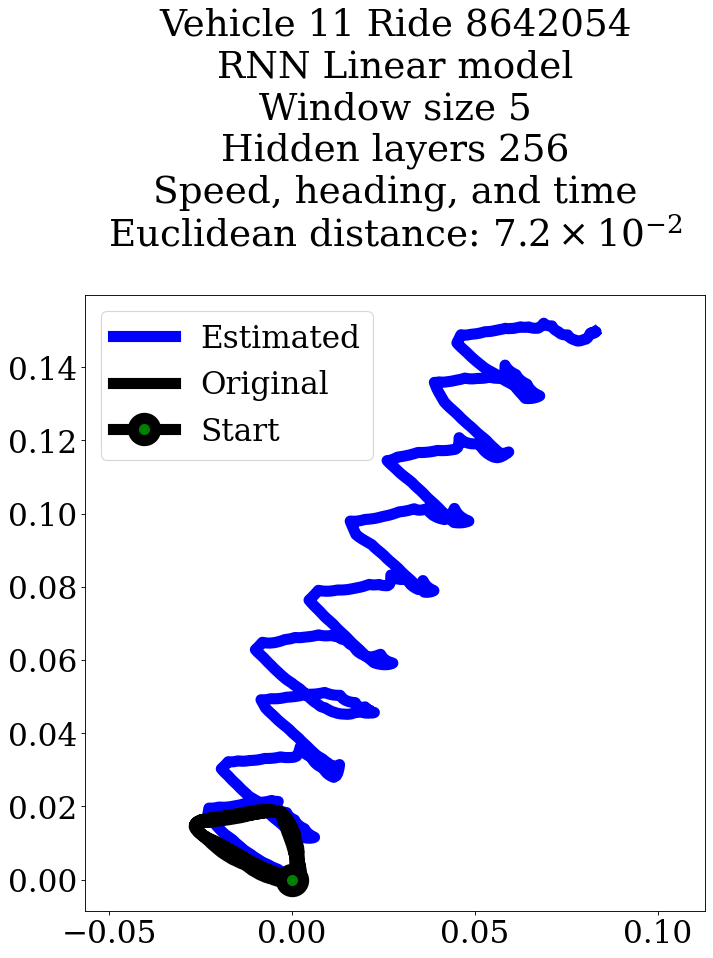 Vehicle 11 Ride 8642054
RNN Linear model
Window size 5
Hidden layers 256
Speed, heading, and time
Euclidean distance: 7.2 × 10⁻²
Estimated
Original
Start
0.14
0.12
0.10
0.08
0.06
0.04
0.02
0.00
−0.05
0.00
0.05
0.10